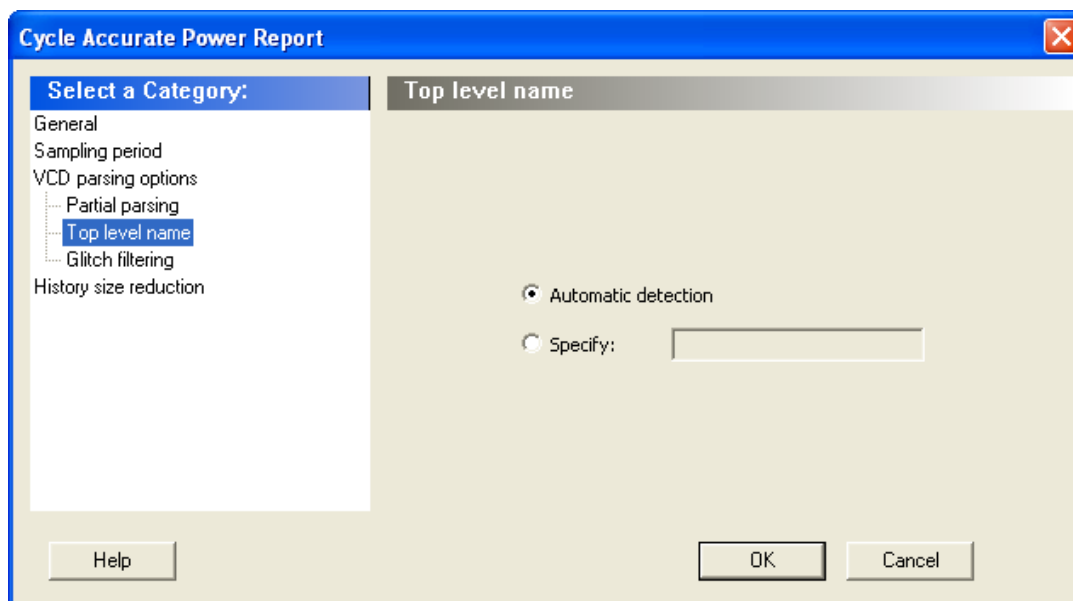 Cycle Accurate Power Report
Select a Category:
General
Sampling period
VCD parsing options
Partial parsing
Top level name
Glitch filtering
History size reduction
Top level name
Automatic detection
Specify:
Help
OK
Cancel